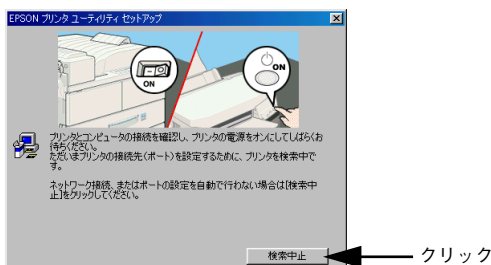 EPSON プリンタ ユーティリティ セットアップ
ON
ON
プリンタとコンピュータの接続を確認し、プリンタの電源をオンにしてしばらくお
待ちください。
ただいまプリンタの接続先(ポート)を設定するために、プリンタを検索中で
す。
ネットワーク接続、またはポートの設定を自動で行わない場合は[検索中
止]をクリックしてください。
検索中止
クリック